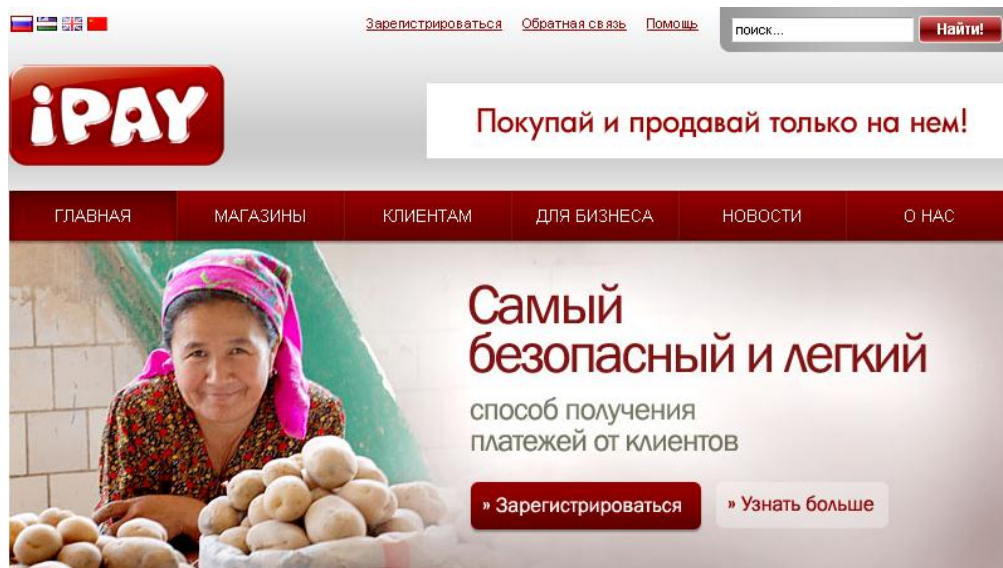 Зарегистрироваться Обратная связь Помощь
поиск... Найти!
iPAY
Покупай и продавай только на нем!
ГЛАВНАЯ МАГАЗИНЫ КЛИЕНТАМ ДЛЯ БИЗНЕСА НОВОСТИ О НАС
Самый
безопасный и легкий
способ получения
платежей от клиентов
» Зарегистрироваться » Узнать больше